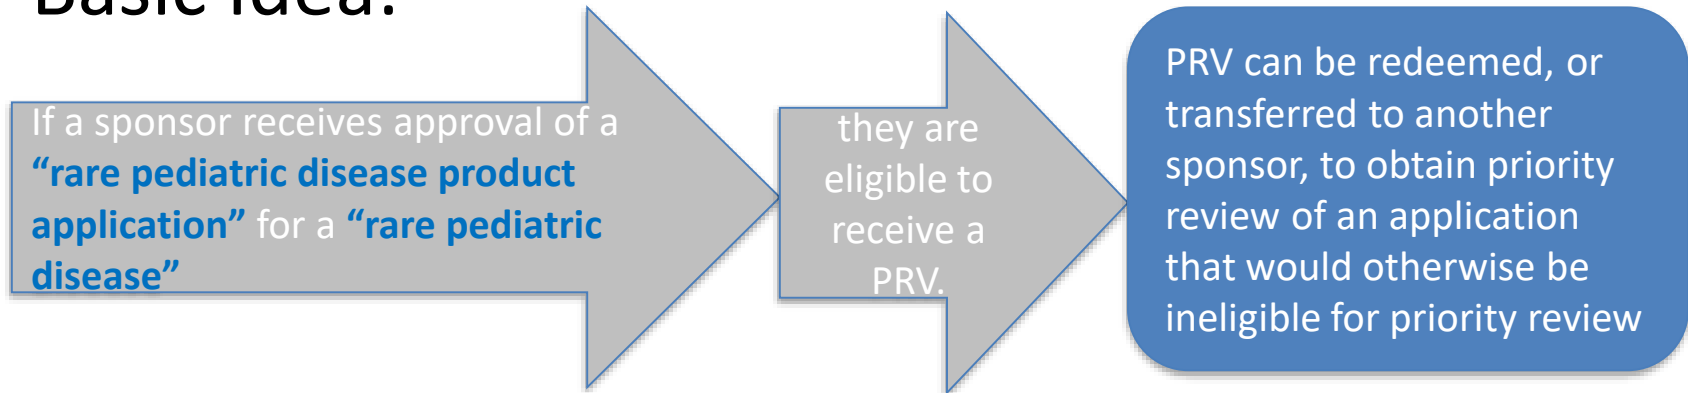 Basic idea:
If a sponsor receives approval of a
“rare pediatric disease product
application” for a “rare pediatric
disease”
they are
eligible to
receive a
PRV.
PRV can be redeemed, or
transferred to another
sponsor, to obtain priority
review of an application
that would otherwise be
ineligible for priority review